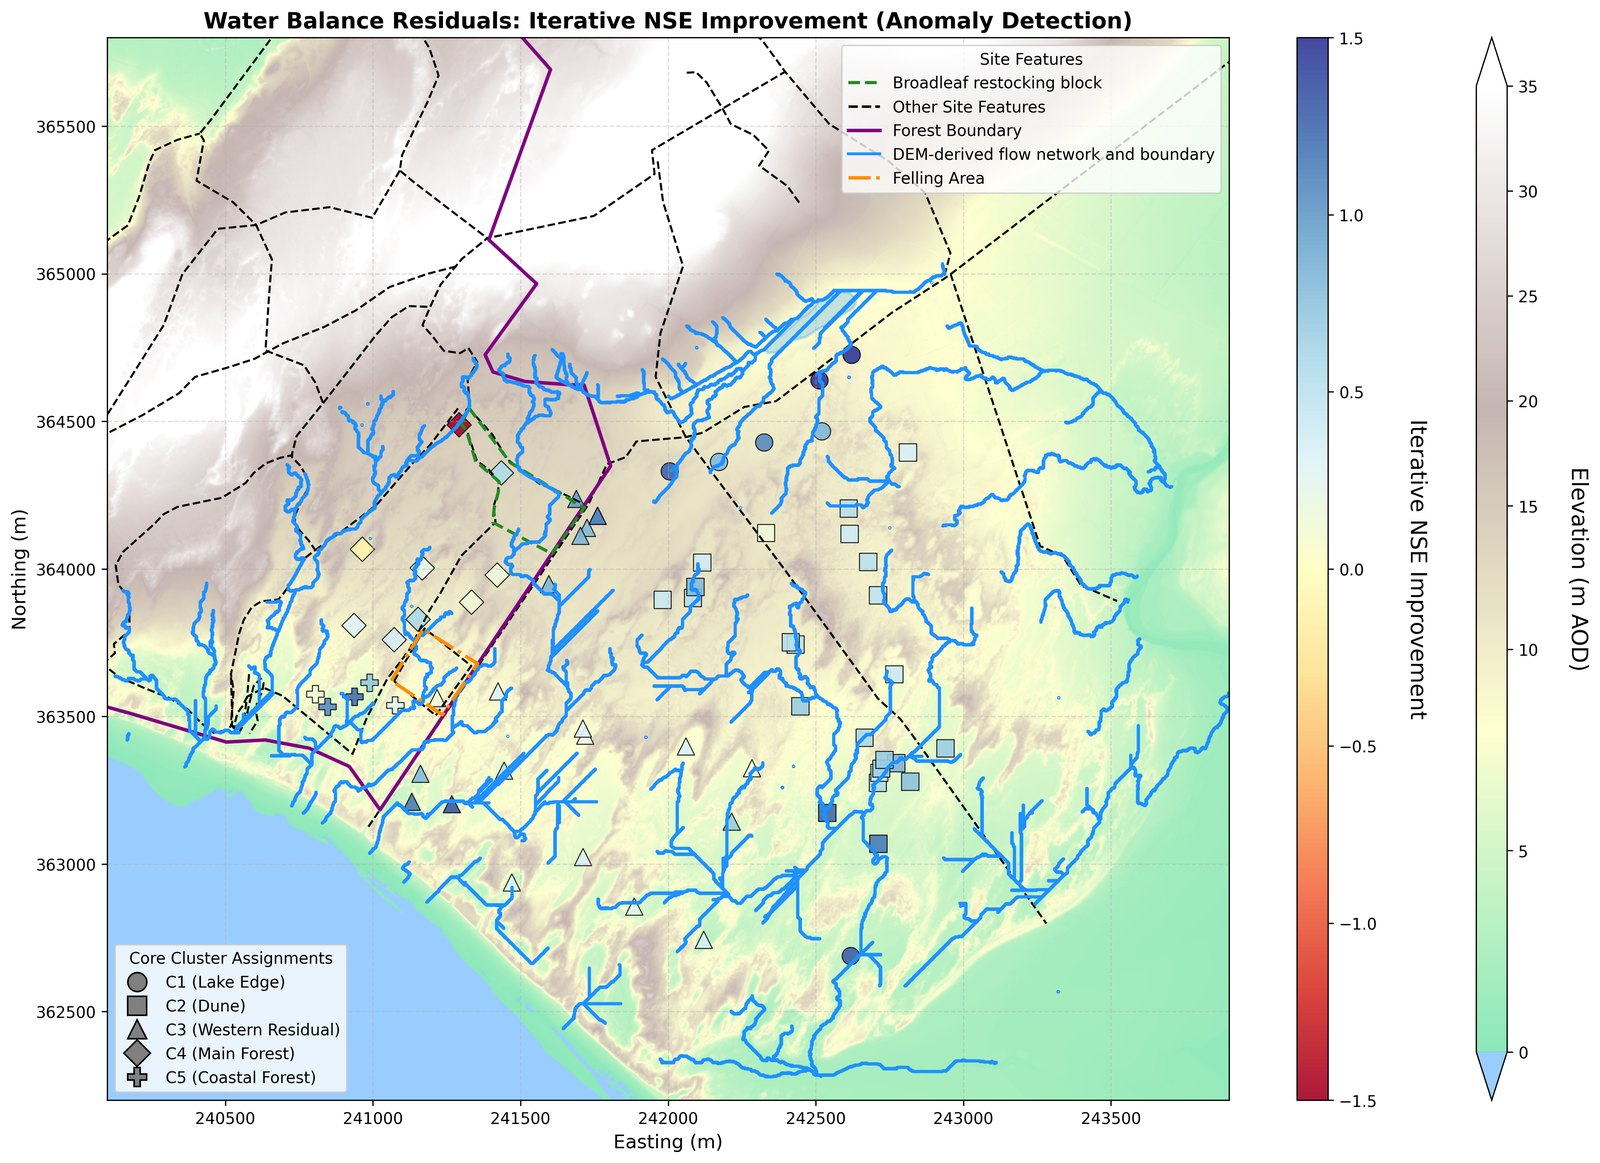 Water Balance Residuals: Iterative NSE Improvement (Anomaly Detection)
Site Features
Broadleaf restocking block
Other Site Features
Forest Boundary
DEM-derived flow network and boundary
Felling Area
365500
365000
364500
364000
363500
363000
362500
Northing (m)
Core Cluster Assignments
C1 (Lake Edge)
C2 (Dune)
C3 (Western Residual)
C4 (Main Forest)
C5 (Coastal Forest)
240500
241000
241500
242000
242500
243000
243500
Easting (m)
1.5
1.0
0.5
0.0
−0.5
−1.0
−1.5
Iterative NSE Improvement
35
30
25
20
15
10
5
0
Elevation (m AOD)